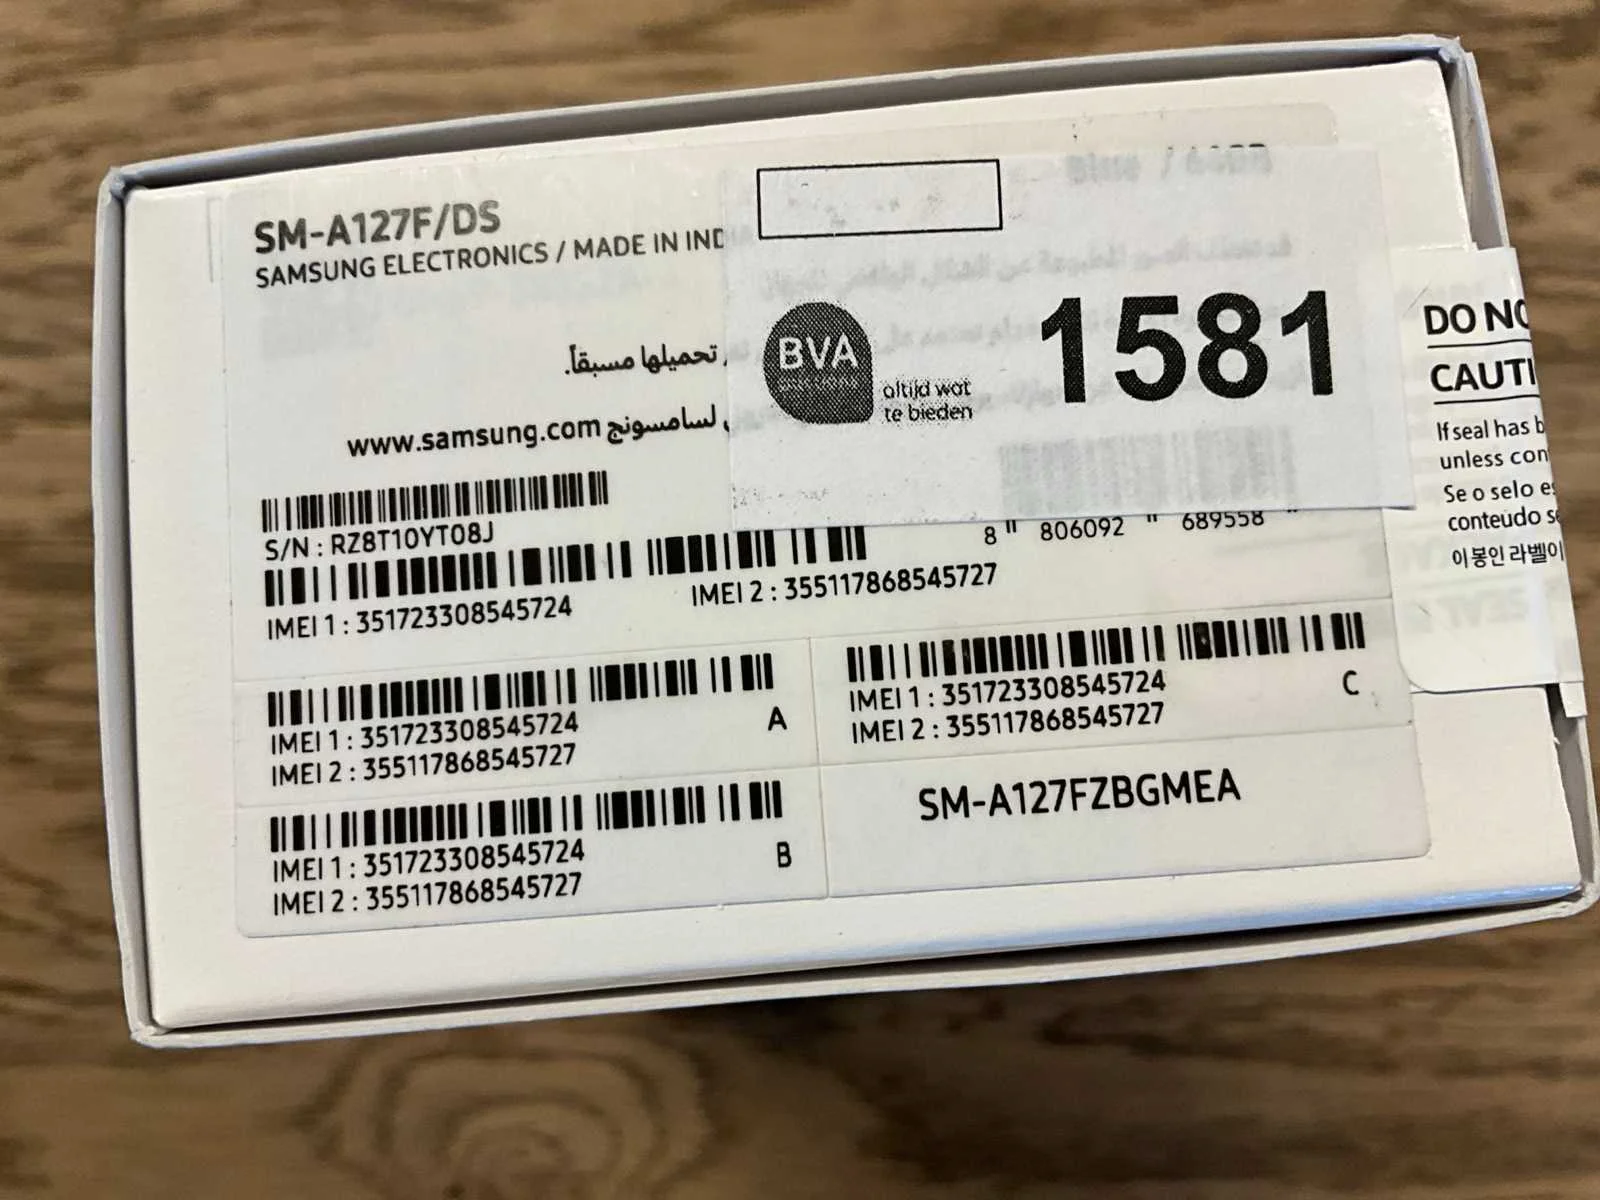 SM-A127F/DS
SAMSUNG ELECTRONICS / MADE IN IND
تحميلها مسبقاً.
لسامسونج www.samsung.com
S/N : RZ8T10YT08J
IMEI 1 : 351723308545724
IMEI 2 : 355117868545727
8 " 806092 " 689558 "
Blue / 64GB
BVA
altijd wat
te bieden
1581
IMEI 1 : 351723308545724
IMEI 2 : 355117868545727
A
IMEI 1 : 351723308545724
IMEI 2 : 355117868545727
B
IMEI 1 : 351723308545724
IMEI 2 : 355117868545727
C
SM-A127FZBGMEA
DO NO
CAUTI
If seal has b
unless con
Se o selo es
conteudo se
이 봉인 라벨이